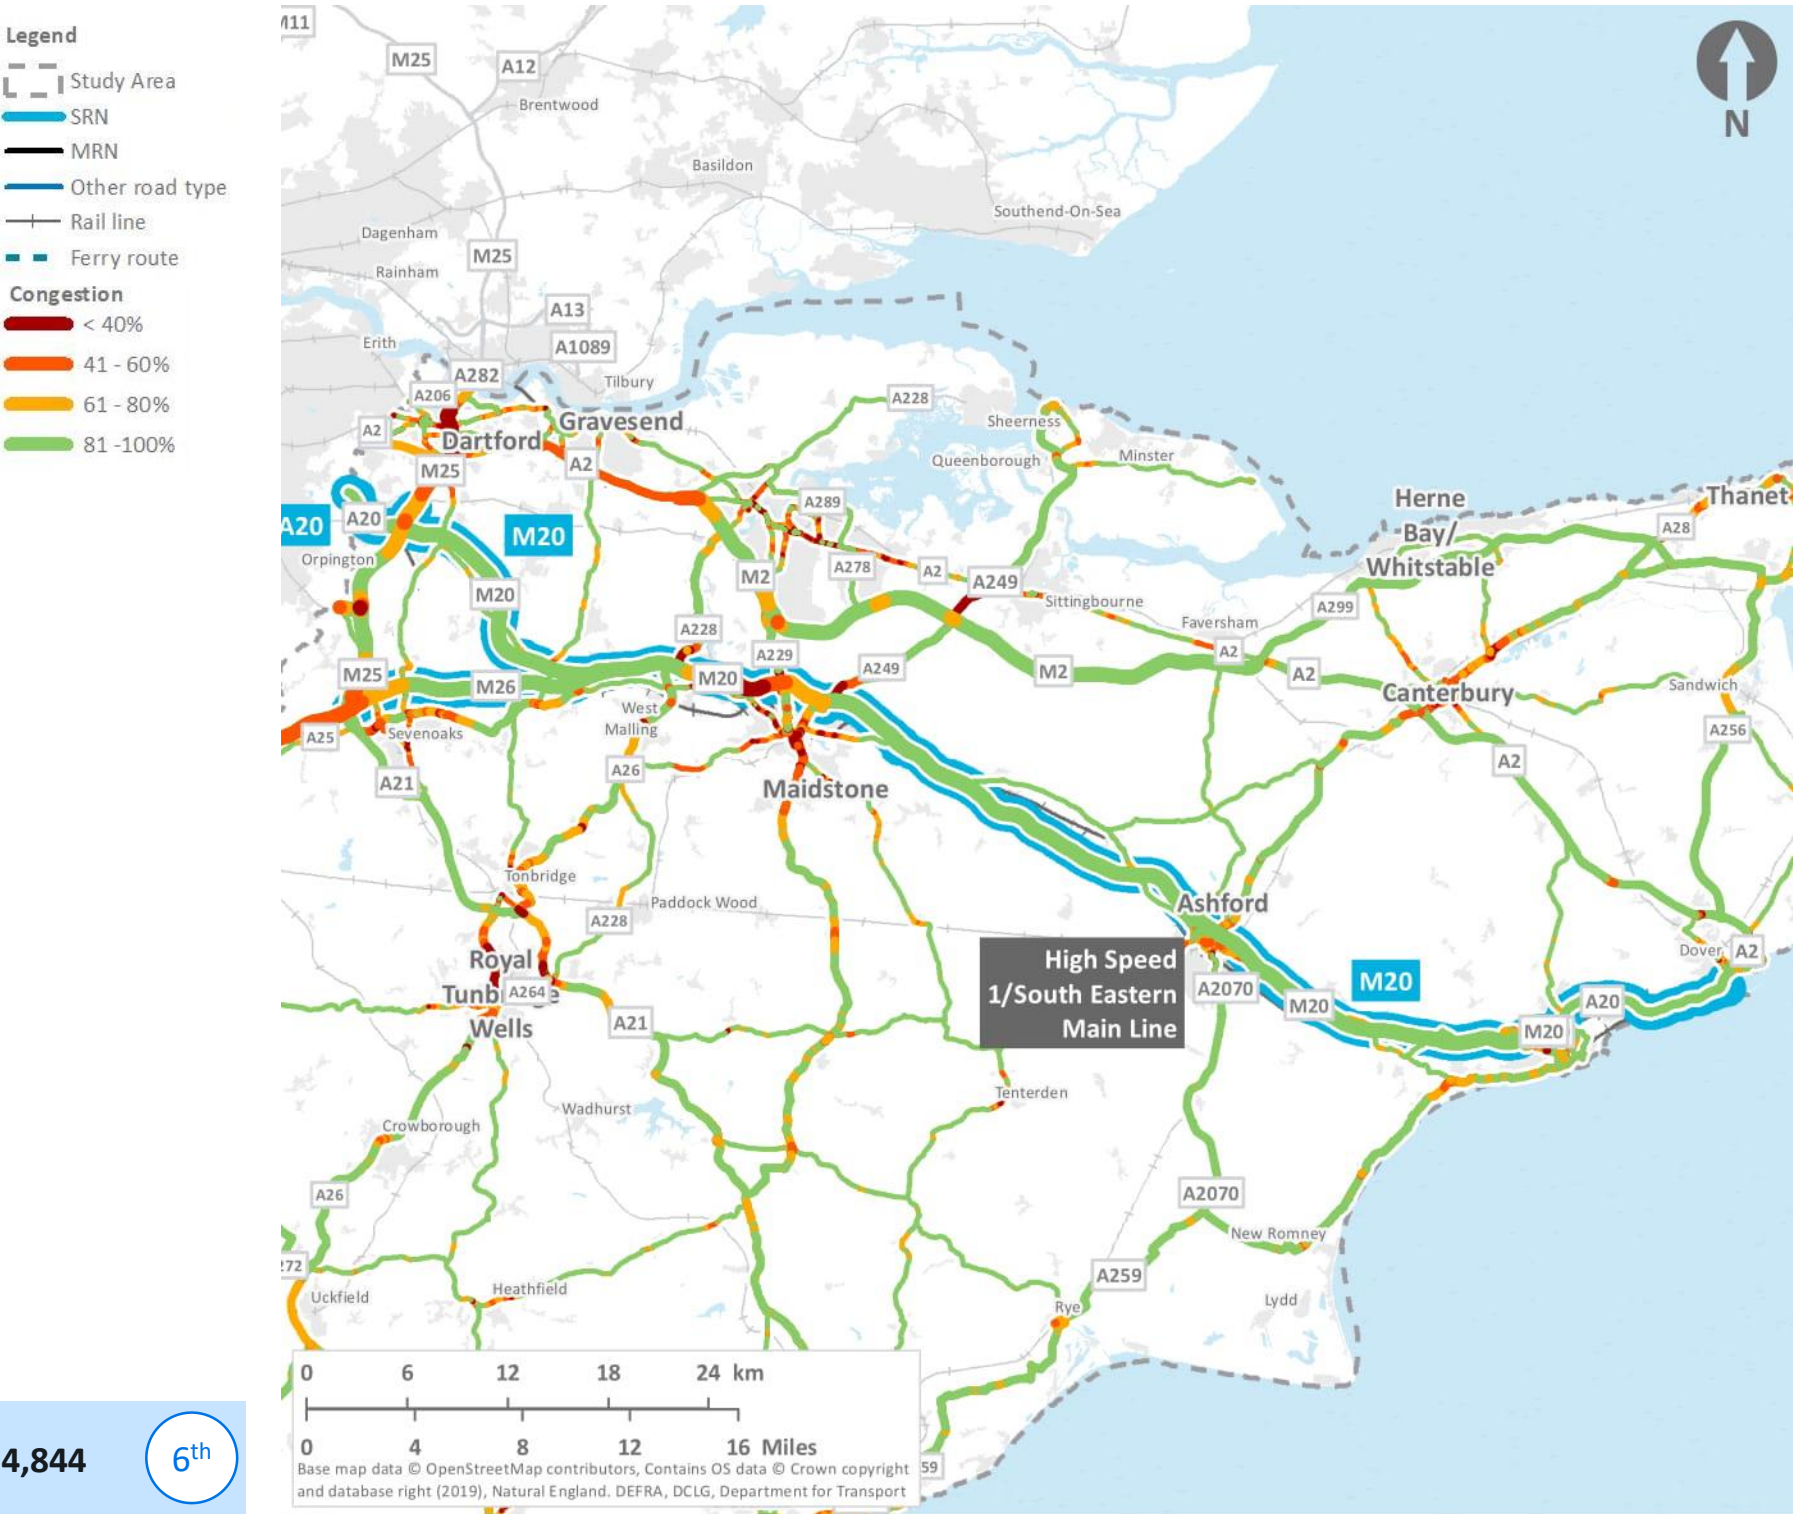 Legend
Study Area
SRN
MRN
Other road type
Rail line
Ferry route
Congestion
< 40%
41 - 60%
61 - 80%
81 -100%
4,844
6th
M11
M25
A12
Brentwood
Basildon
Southend-On-Sea
Dagenham
M25
Rainham
A13
Erith
A1089
A282
Tilbury
A206
A228
Gravesend
Sheerness
A2
Dartford
M25
A2
Queenborough
Minster
Herne
Bay/
Whitstable
Thanet
A289
A20
A20
M20
A28
Orpington
M2
A278
A2
A249
M20
Sittingbourne
A299
Faversham
A228
A229
A2
M25
M26
M20
A249
M2
A2
Canterbury
Sandwich
West
Malling
A25
Sevenoaks
A256
A21
A26
Maidstone
A2
Tonbridge
Paddock Wood
Ashford
A228
Dover
A2
Royal
Tunb
e
Wells
A264
High Speed
1/South Eastern
Main Line
A2070
M20
M20
A20
M20
A21
Tenterden
Wadhurst
Crowborough
A26
A2070
New Romney
272
A259
Uckfield
Heathfield
Rye
Lydd
0 6 12 18 24 km
0 4 8 12 16 Miles
59
Base map data © OpenStreetMap contributors, Contains OS data © Crown copyright
and database right (2019), Natural England. DEFRA, DCLG, Department for Transport
N